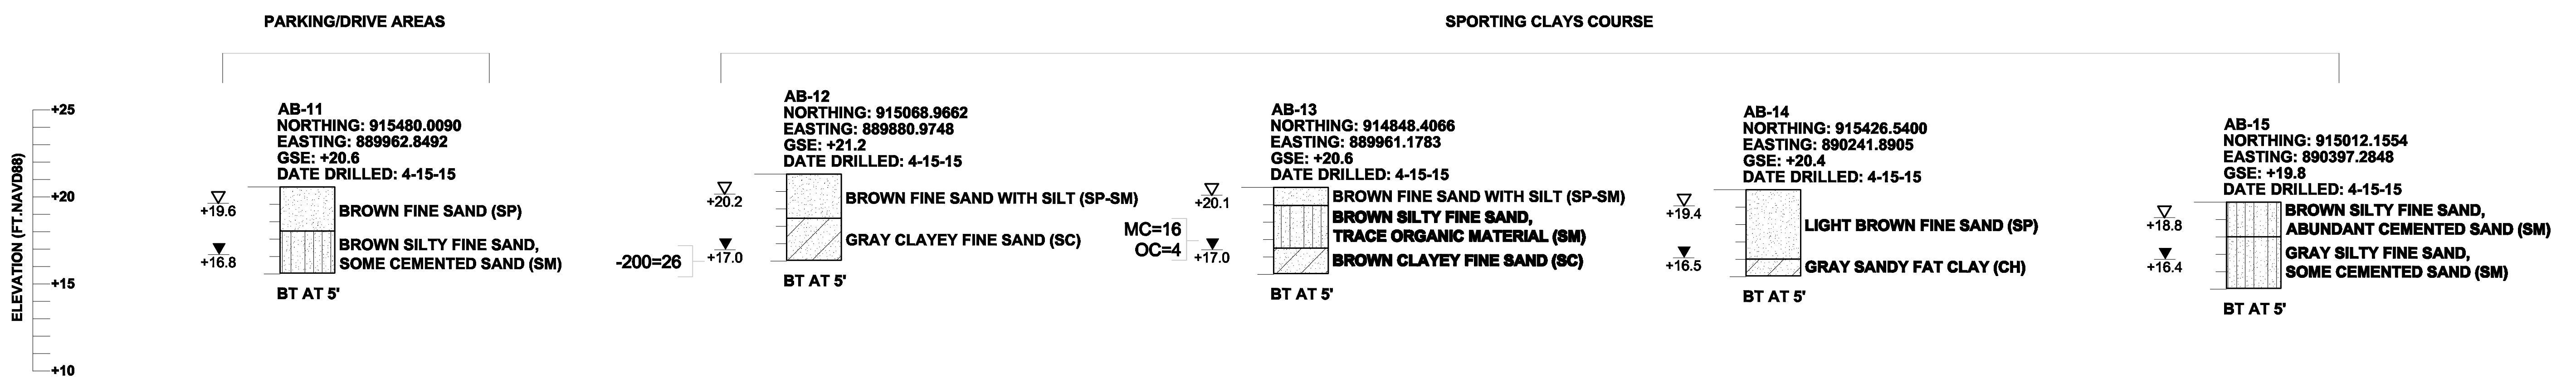 PARKING/DRIVE AREAS
SPORTING CLAYS COURSE
ELEVATION (FT.NAVD88)
+25
+20
+15
+10
AB-11
NORTHING: 915480.0090
EASTING: 889962.8492
GSE: +20.6
DATE DRILLED: 4-15-15
+19.6
+16.8
BROWN FINE SAND (SP)
BROWN SILTY FINE SAND,
SOME CEMENTED SAND (SM)
BT AT 5'
AB-12
NORTHING: 915068.9662
EASTING: 889880.9748
GSE: +21.2
DATE DRILLED: 4-15-15
+20.2
-200=26
+17.0
BROWN FINE SAND WITH SILT (SP-SM)
GRAY CLAYEY FINE SAND (SC)
BT AT 5'
AB-13
NORTHING: 914848.4066
EASTING: 889961.1783
GSE: +20.6
DATE DRILLED: 4-15-15
+20.1
MC=16
OC=4
+17.0
BROWN FINE SAND WITH SILT (SP-SM)
BROWN SILTY FINE SAND,
TRACE ORGANIC MATERIAL (SM)
BROWN CLAYEY FINE SAND (SC)
BT AT 5'
AB-14
NORTHING: 915426.5400
EASTING: 890241.8905
GSE: +20.4
DATE DRILLED: 4-15-15
+19.4
+16.5
LIGHT BROWN FINE SAND (SP)
GRAY SANDY FAT CLAY (CH)
BT AT 5'
AB-15
NORTHING: 915012.1554
EASTING: 890397.2848
GSE: +19.8
DATE DRILLED: 4-15-15
+18.8
+16.4
BROWN SILTY FINE SAND,
ABUNDANT CEMENTED SAND (SM)
GRAY SILTY FINE SAND,
SOME CEMENTED SAND (SM)
BT AT 5'